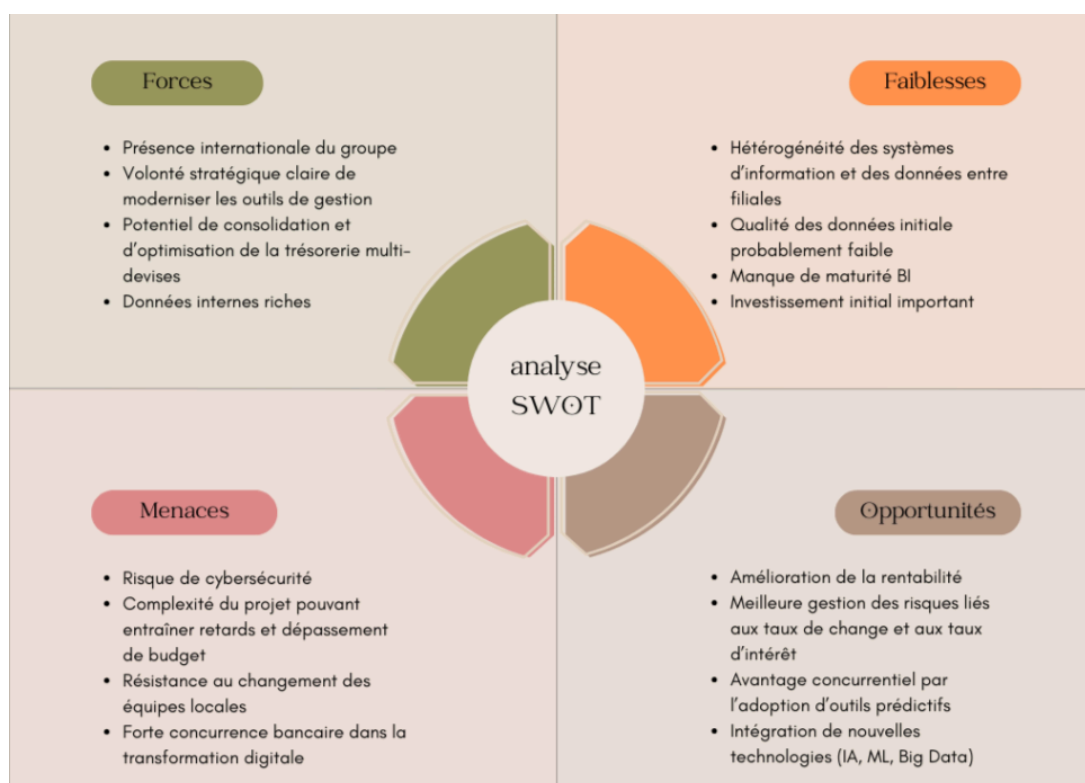 Forces
• Présence internationale du groupe
• Volonté stratégique claire de
moderniser les outils de gestion
• Potentiel de consolidation et
d'optimisation de la trésorerie multi-
devises
• Données internes riches
Faiblesses
• Hétérogénéité des systèmes
d'information et des données entre
filiales
• Qualité des données initiale
probablement faible
• Manque de maturité BI
• Investissement initial important
analyse
SWOT
Menaces
• Risque de cybersécurité
• Complexité du projet pouvant
entraîner retards et dépassement
de budget
• Résistance au changement des
équipes locales
• Forte concurrence bancaire dans la
transformation digitale
Opportunités
• Amélioration de la rentabilité
• Meilleure gestion des risques liés
aux taux de change et aux taux
d'intérêt
• Avantage concurrentiel par
l'adoption d'outils prédictifs
• Intégration de nouvelles
technologies (IA, ML, Big Data)